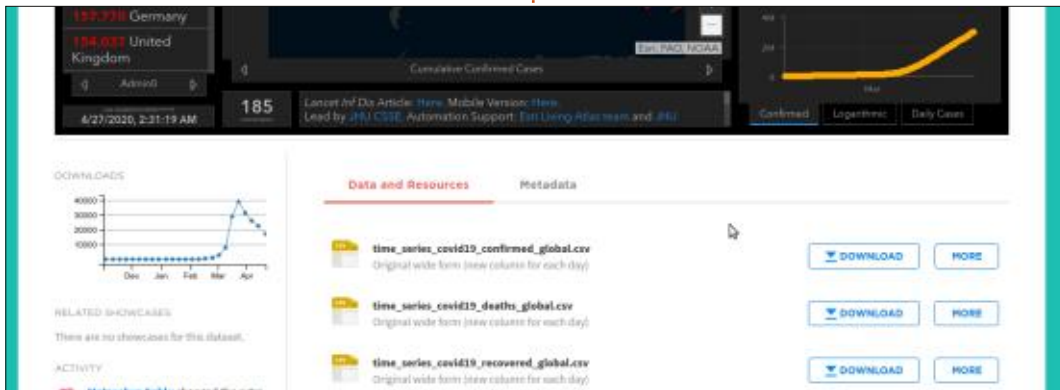 157,770 Germany
154,037 United
Kingdom
Admin0
4/27/2020, 2:31:19 AM
185
Esri, FAO, NOAA
Cumulative Confirmed Cases
Lancet Inf Dis Article: Here. Mobile Version: Here.
Lead by JHU CSSE. Automation Support: Esri Living Atlas team and JHU
Mar
Confirmed
Logarithmic
Daily Cases
DOWNLOADS
40000
30000
20000
10000
Dec Jan Feb Mar Apr
RELATED SHOWCASES
There are no showcases for this dataset.
ACTIVITY
Data and Resources
Metadata
time_series_covid19_confirmed_global.csv
Original wide form (new column for each day)
DOWNLOAD
MORE
time_series_covid19_deaths_global.csv
Original wide form (new column for each day)
DOWNLOAD
MORE
time_series_covid19_recovered_global.csv
Original wide form (new column for each day)
DOWNLOAD
MORE